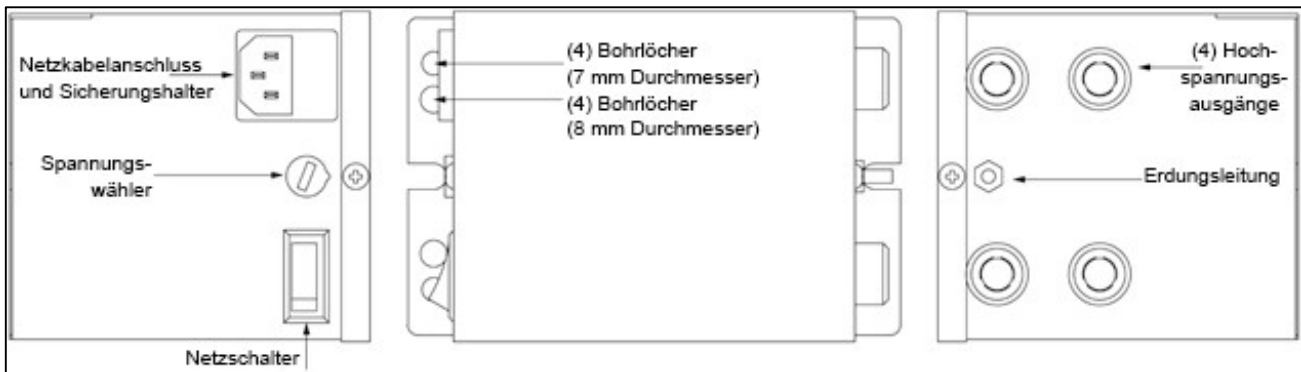 Netzkabelanschluss
und Sicherungshalter
Spannungs-
wähler
Netzschalter
(4) Bohrlöcher
(7 mm Durchmesser)
(4) Bohrlöcher
(8 mm Durchmesser)
(4) Hoch-
spannungs-
ausgänge
Erdungsleitung